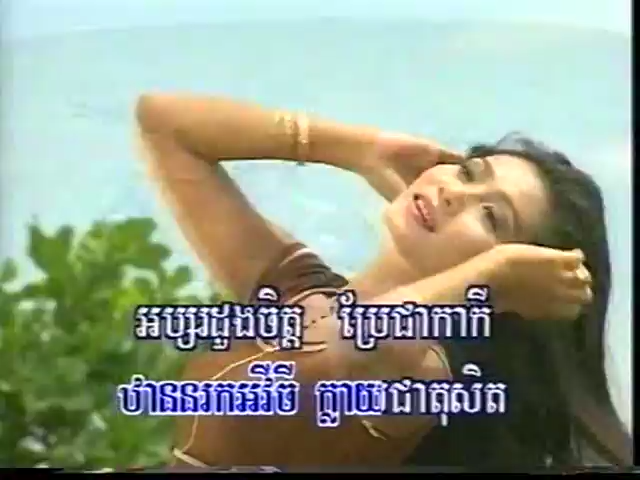 អប្សរដួងចិត្ត ប្រែជាកាកី
ឋាននរកអវីចី ក្លាយជាតុសិត